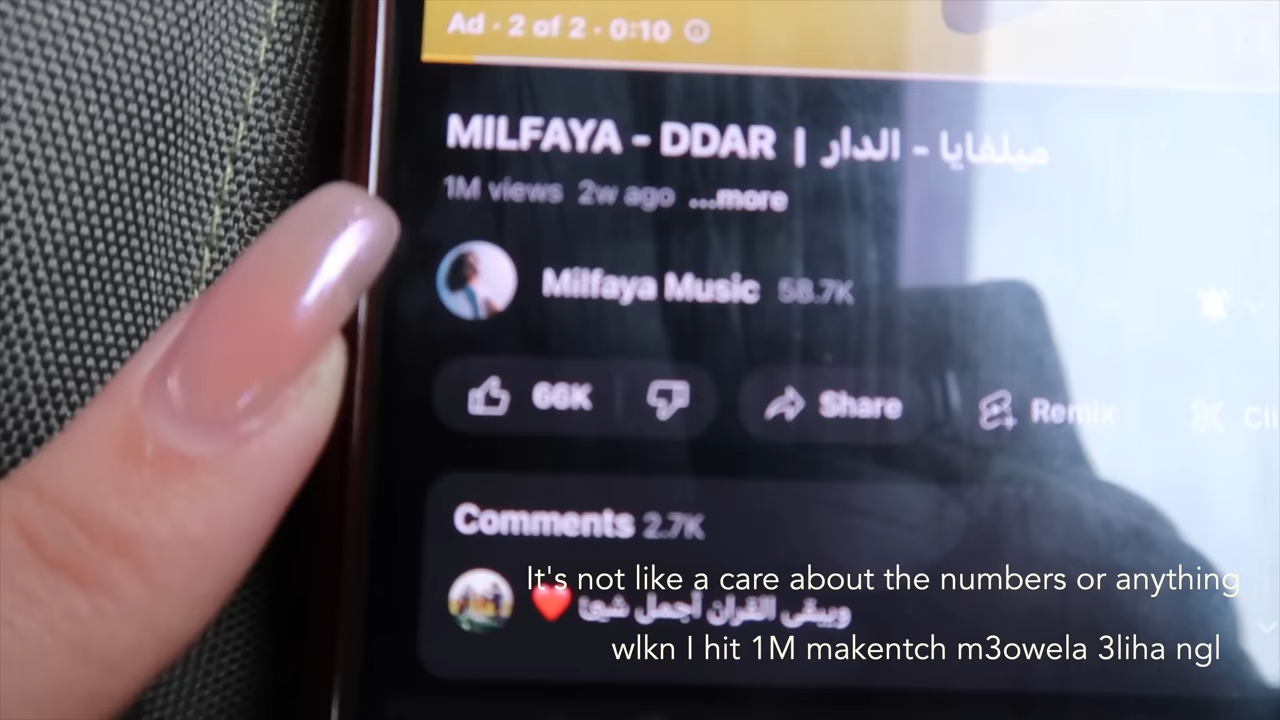 Ad · 2 of 2 · 0:10
MILFAYA - DDAR | ميلفايا - الدار
1M views 2w ago ...more
Milfaya Music 58.7K
66K Share Remix Cli
Comments 2.7K
ويبقى القران أجمل شيئ ❤️
It's not like a care about the numbers or anything
wlkn I hit 1M makentch m3owela 3liha ngl